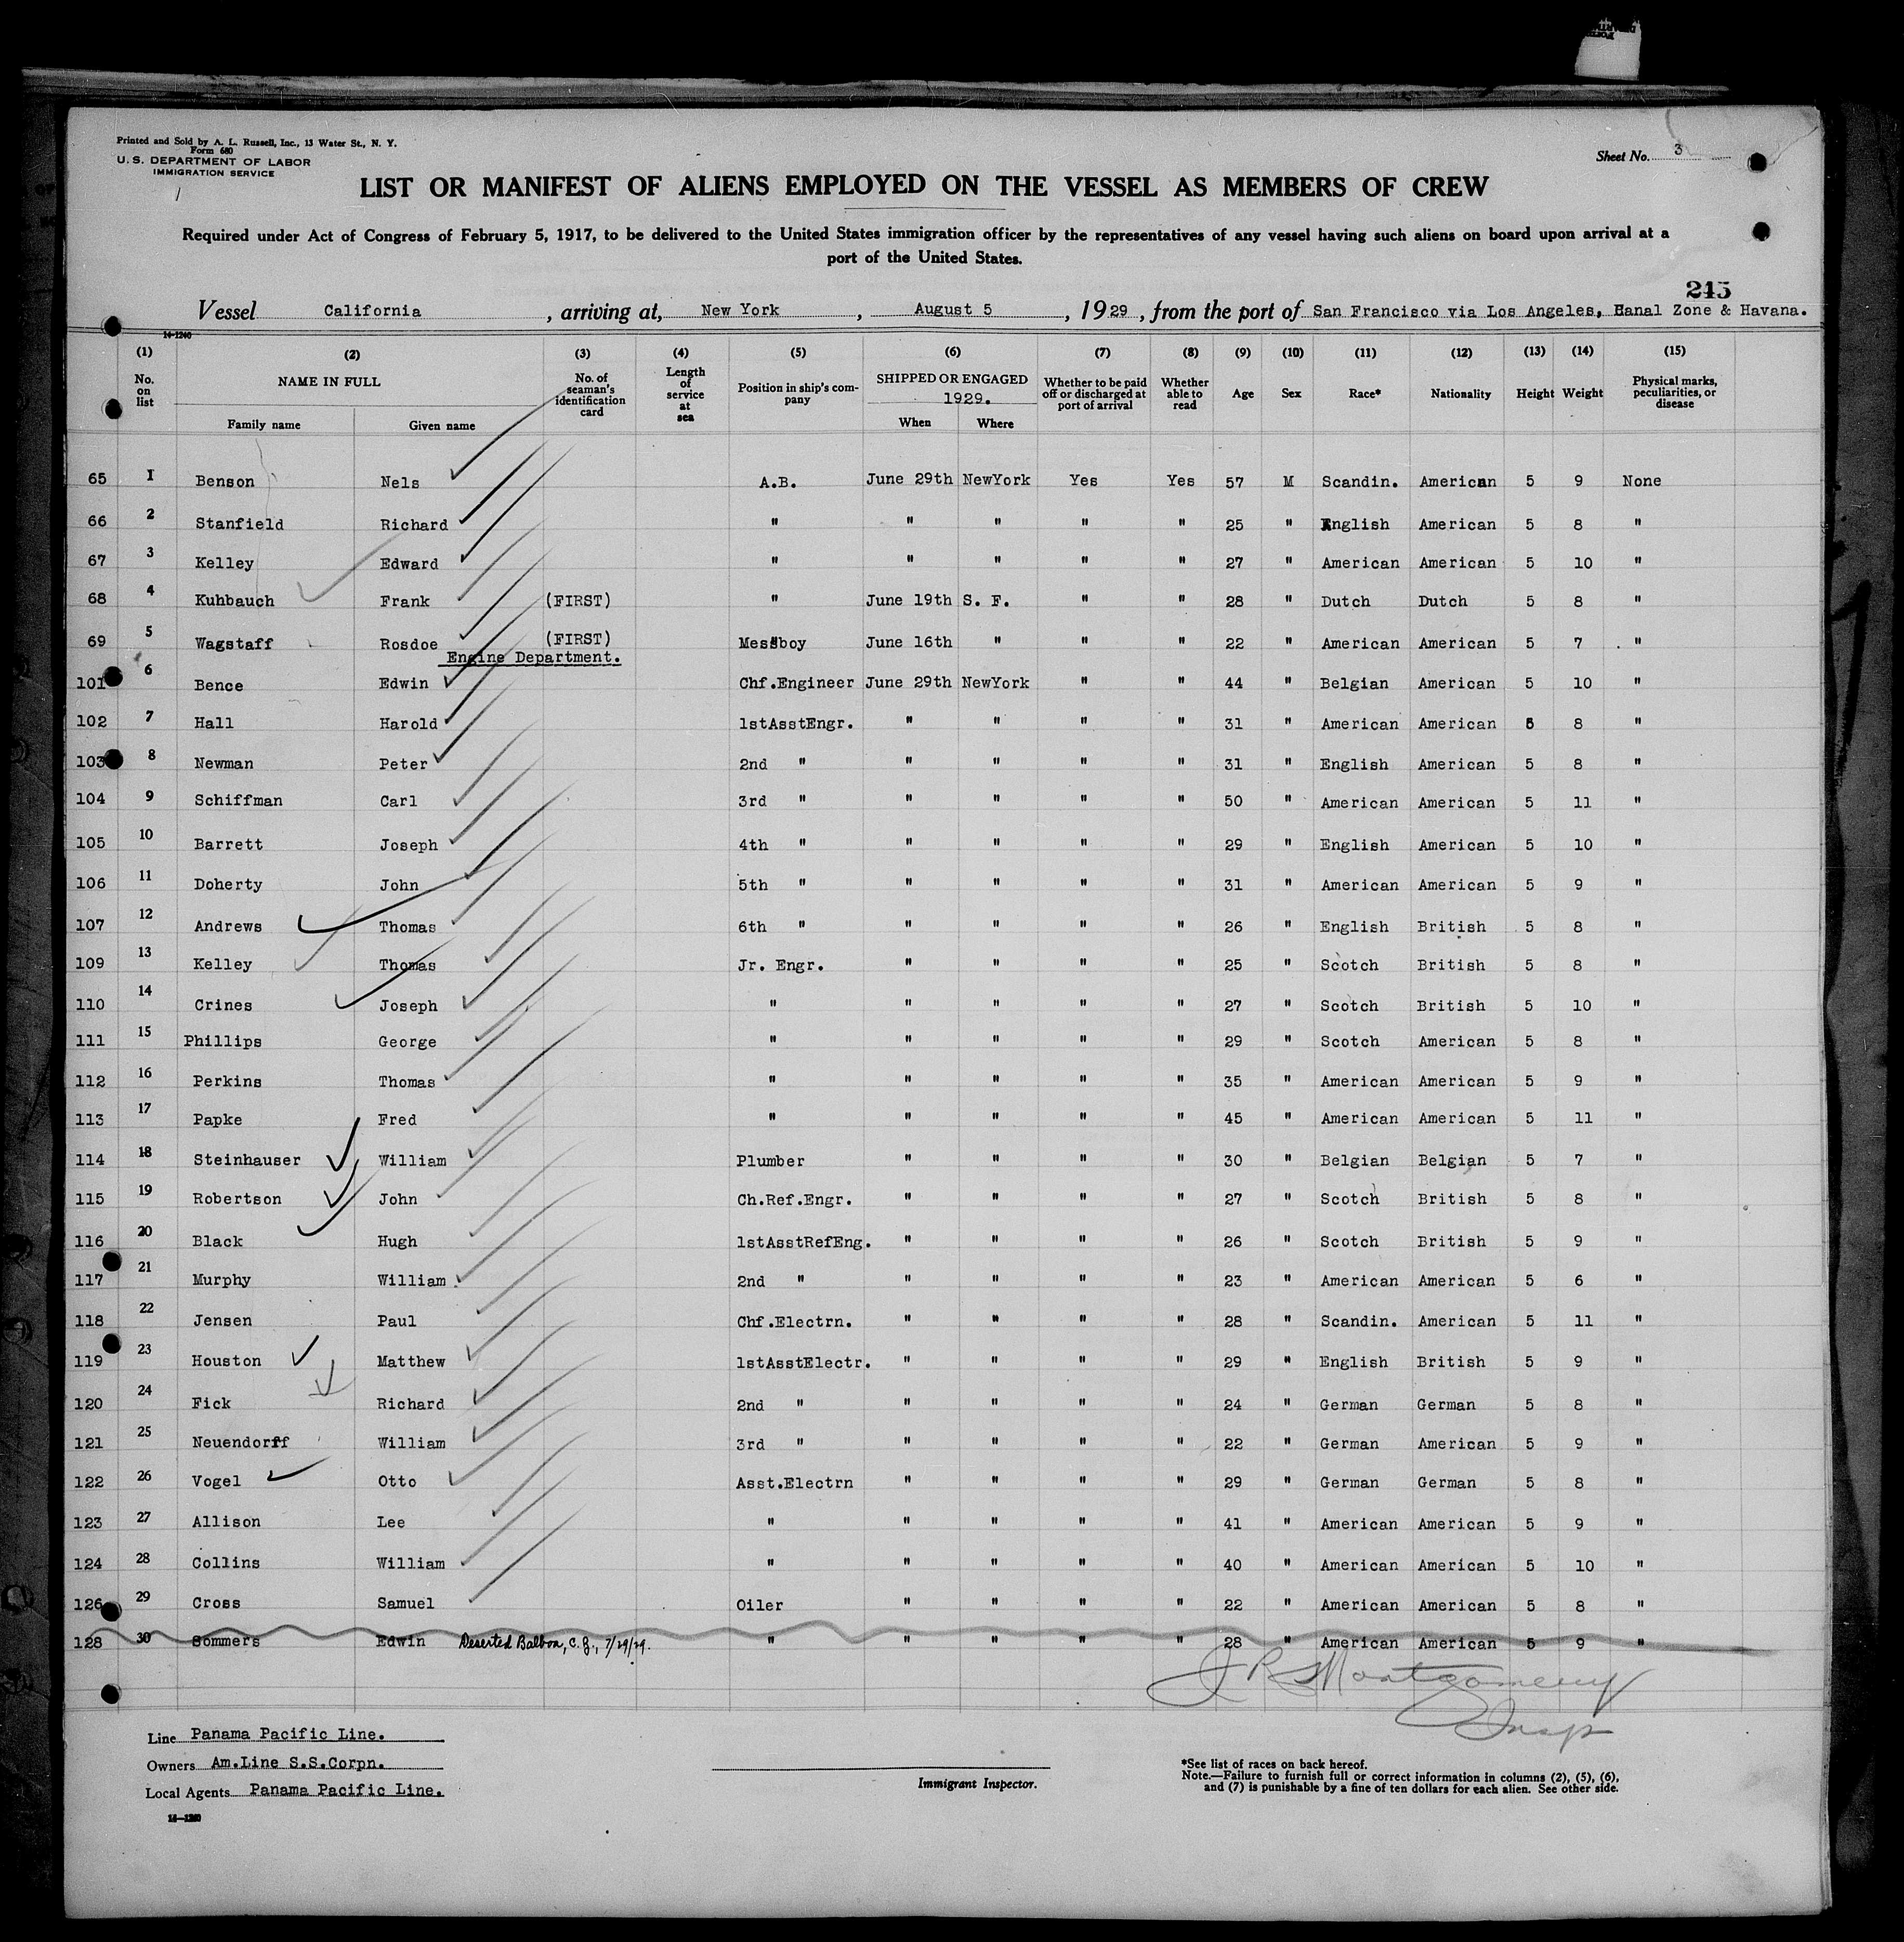 Printed and Sold by A. L. Russell, Inc., 13 Water St., N. Y.
Form 680
U. S. DEPARTMENT OF LABOR
IMMIGRATION SERVICE
Sheet No. 3
LIST OR MANIFEST OF ALIENS EMPLOYED ON THE VESSEL AS MEMBERS OF CREW
Required under Act of Congress of February 5, 1917, to be delivered to the United States immigration officer by the representatives of any vessel having such aliens on board upon arrival at a
port of the United States.
245
Vessel California, arriving at, New York, August 5, 1929, from the port of San Francisco via Los Angeles, Canal Zone & Havana.
14-1240
(1) (2) (3) (4) (5) (6) (7) (8) (9) (10) (11) (12) (13) (14) (15)
No. on list NAME IN FULL Family name Given name No. of seaman's identification card Length of service at sea Position in ship's company SHIPPED OR ENGAGED 1929. When Where Whether to be paid off or discharged at port of arrival Whether able to read Age Sex Race* Nationality Height Weight Physical marks, peculiarities, or disease
65 1 Benson Nels A.B. June 29th NewYork Yes Yes 57 M Scandin. American 5 9 None
66 2 Stanfield Richard " " " " " 25 " English American 5 8 "
67 3 Kelley Edward " " " " " 27 " American American 5 10 "
68 4 Kuhbauch Frank (FIRST) " June 19th S. F. " " 28 " Dutch Dutch 5 8 "
69 5 Wagstaff Rosdoe (FIRST) Messboy June 16th " " " 22 " American American 5 7 "
Engine Department.
101 6 Bence Edwin Chf.Engineer June 29th NewYork " " 44 " Belgian American 5 10 "
102 7 Hall Harold 1stAsstEngr. " " " " 31 " American American 5 8 "
103 8 Newman Peter 2nd " " " " " 31 " English American 5 8 "
104 9 Schiffman Carl 3rd " " " " " 50 " American American 5 11 "
105 10 Barrett Joseph 4th " " " " " 29 " English American 5 10 "
106 11 Doherty John 5th " " " " " 31 " American American 5 9 "
107 12 Andrews Thomas 6th " " " " " 26 " English British 5 8 "
109 13 Kelley Thomas Jr. Engr. " " " " 25 " Scotch British 5 8 "
110 14 Crines Joseph " " " " " 27 " Scotch British 5 10 "
111 15 Phillips George " " " " " 29 " Scotch American 5 8 "
112 16 Perkins Thomas " " " " " 35 " American American 5 9 "
113 17 Papke Fred " " " " " 45 " American American 5 11 "
114 18 Steinhauser William Plumber " " " " 30 " Belgian Belgian 5 7 "
115 19 Robertson John Ch.Ref.Engr. " " " " 27 " Scotch British 5 8 "
116 20 Black Hugh 1stAsstRefEng. " " " " 26 " Scotch British 5 9 "
117 21 Murphy William 2nd " " " " " 23 " American American 5 6 "
118 22 Jensen Paul Chf.Electrn. " " " " 28 " Scandin. American 5 11 "
119 23 Houston Matthew 1stAsstElectr. " " " " 29 " English British 5 9 "
120 24 Fick Richard 2nd " " " " " 24 " German German 5 8 "
121 25 Neuendorff William 3rd " " " " " 22 " German American 5 9 "
122 26 Vogel Otto Asst.Electrn " " " " 29 " German German 5 8 "
123 27 Allison Lee " " " " " 41 " American American 5 9 "
124 28 Collins William " " " " " 40 " American American 5 10 "
126 29 Cross Samuel Oiler " " " " 22 " American American 5 8 "
128 30 Sommers Edwin Deserted Balboa, C. Z., 7/29/29. " " " " " 28 " American American 5 9 "
J R Montgomery
Insp
Line Panama Pacific Line.
Owners Am.Line S.S.Corpn.
Local Agents Panama Pacific Line.
14-1240
Immigrant Inspector.
*See list of races on back hereof.
Note.—Failure to furnish full or correct information in columns (2), (5), (6),
and (7) is punishable by a fine of ten dollars for each alien. See other side.